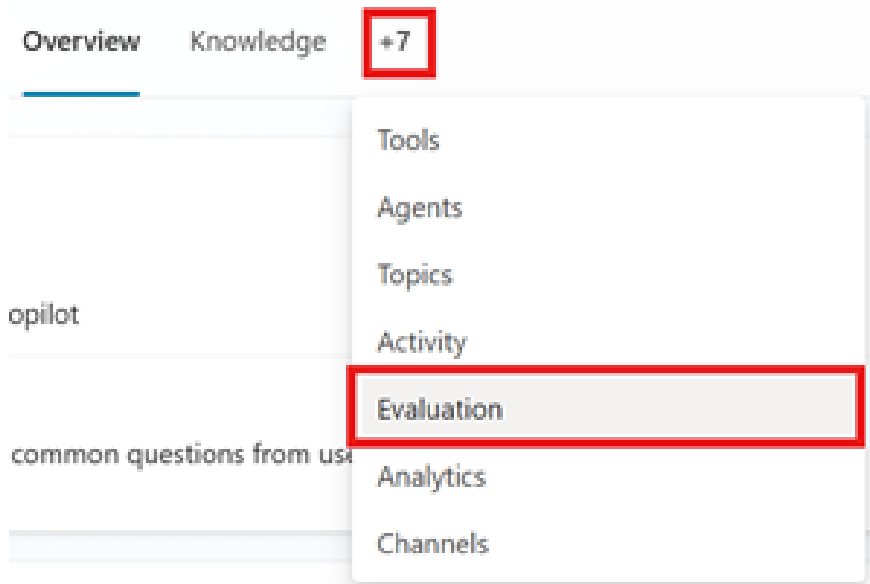 Overview Knowledge +7
Tools
Agents
Topics
opilot
Activity
Evaluation
common questions from use
Analytics
Channels